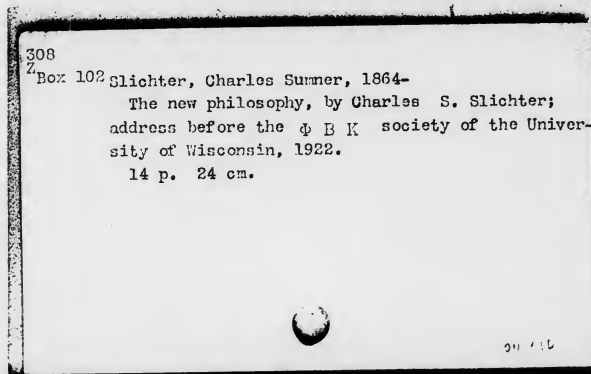 308
Z
Box 102 Slichter, Charles Sumner, 1864-
The new philosophy, by Charles S. Slichter;
address before the Φ B K society of the Univer-
sity of Wisconsin, 1922.
14 p. 24 cm.